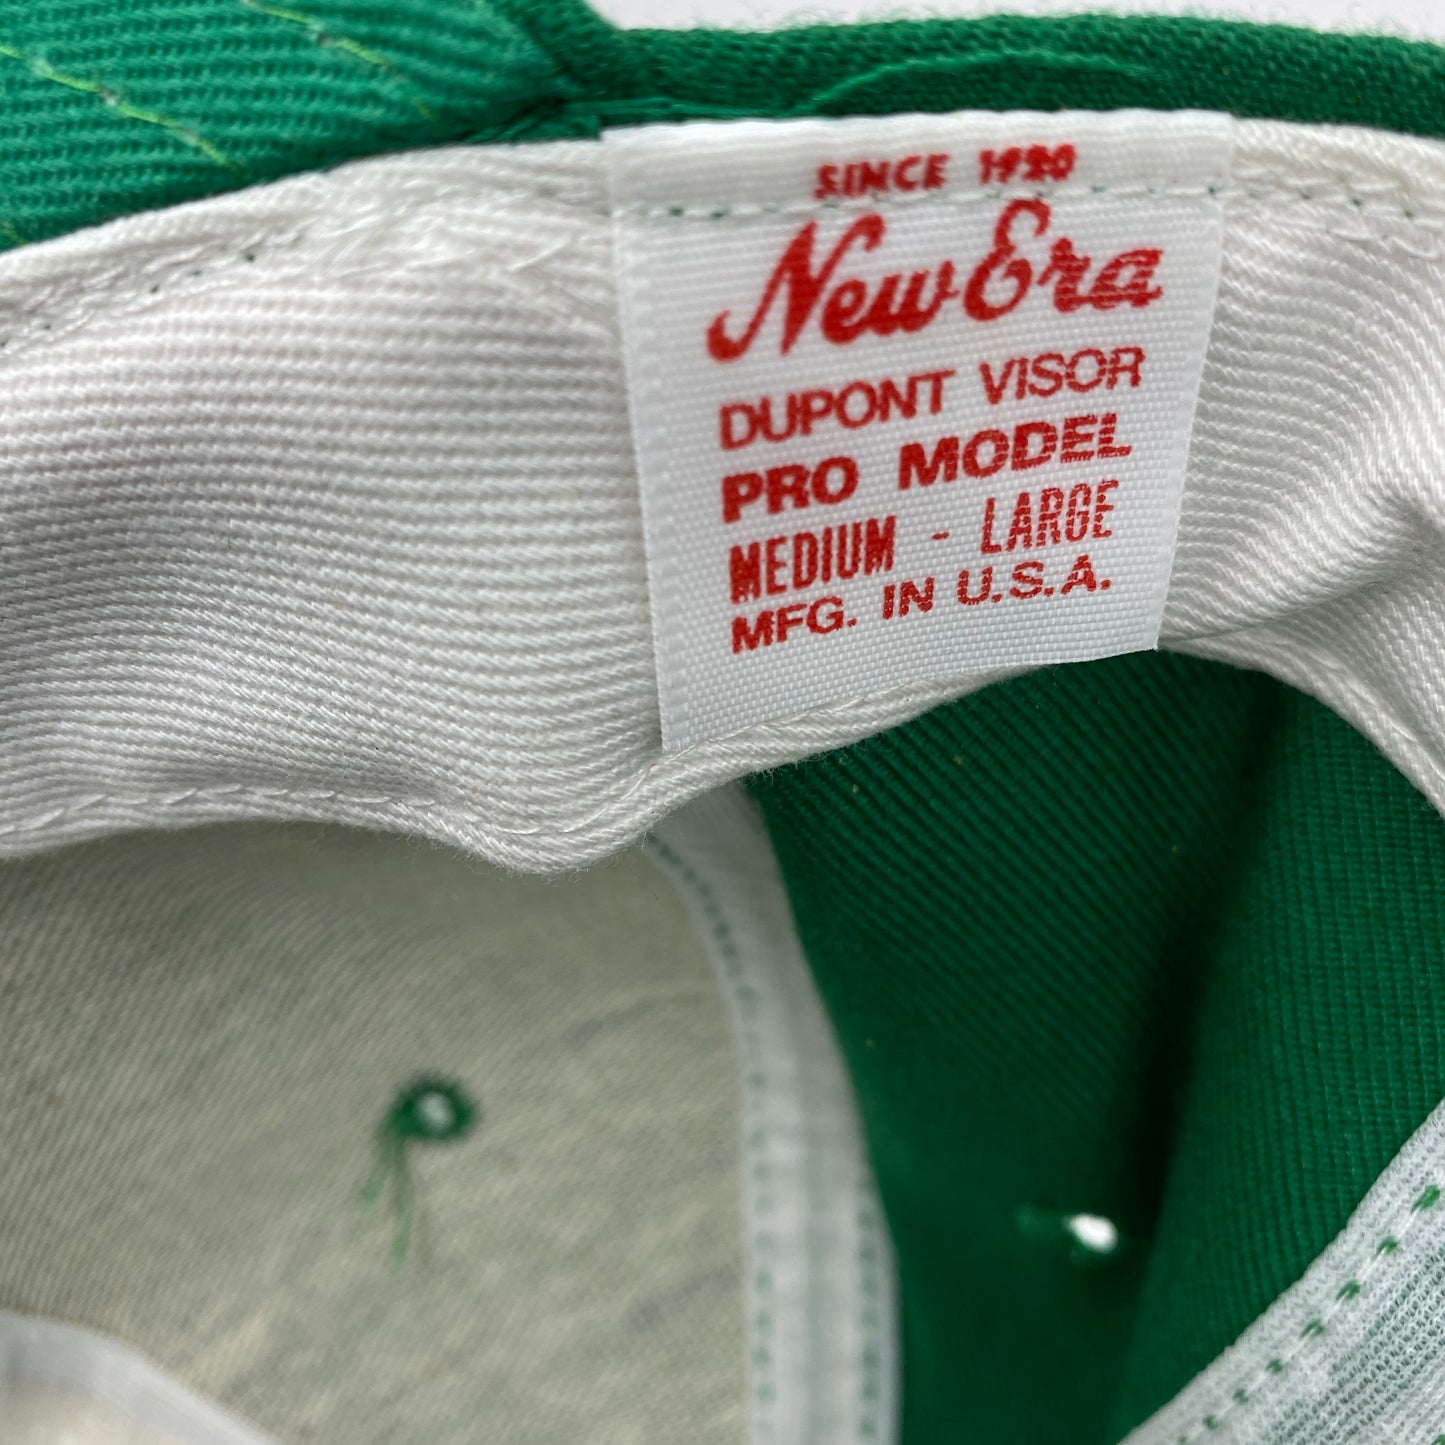 SINCE 1920
New Era
DUPONT VISOR
PRO MODEL
MEDIUM - LARGE
MFG. IN U.S.A.